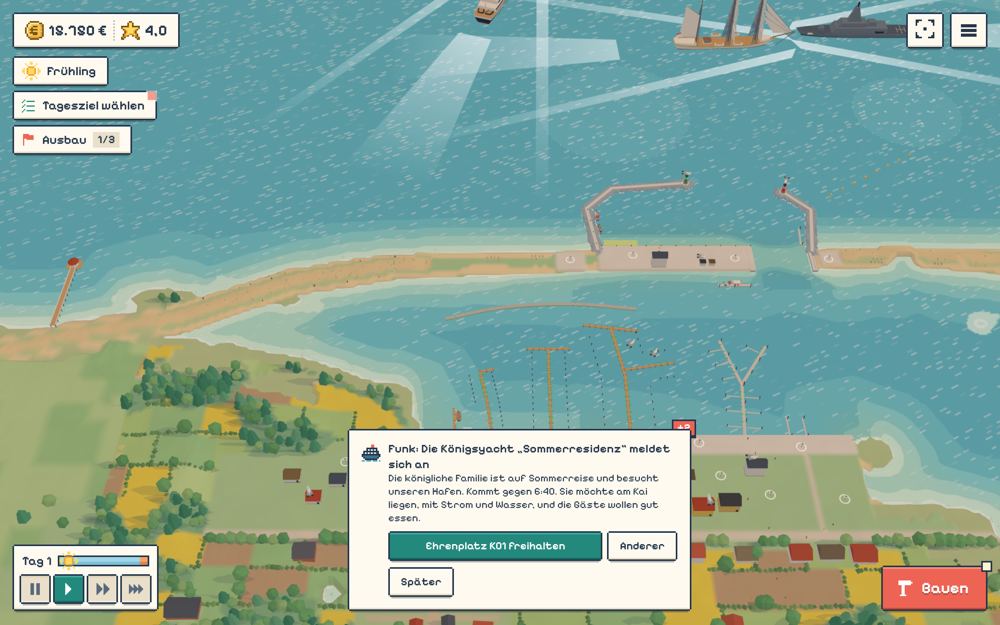 18.780 €
4,0
Frühling
Tagesziel wählen
Ausbau 1/3
+2
Funk: Die Königsyacht „Sommerresidenz“ meldet
sich an
Die königliche Familie ist auf Sommerreise und besucht
unseren Hafen. Kommt gegen 6:40. Sie möchte am Kai
liegen, mit Strom und Wasser, und die Gäste wollen gut
essen.
Ehrenplatz K01 freihalten
Anderer
Später
Tag 1
Bauen